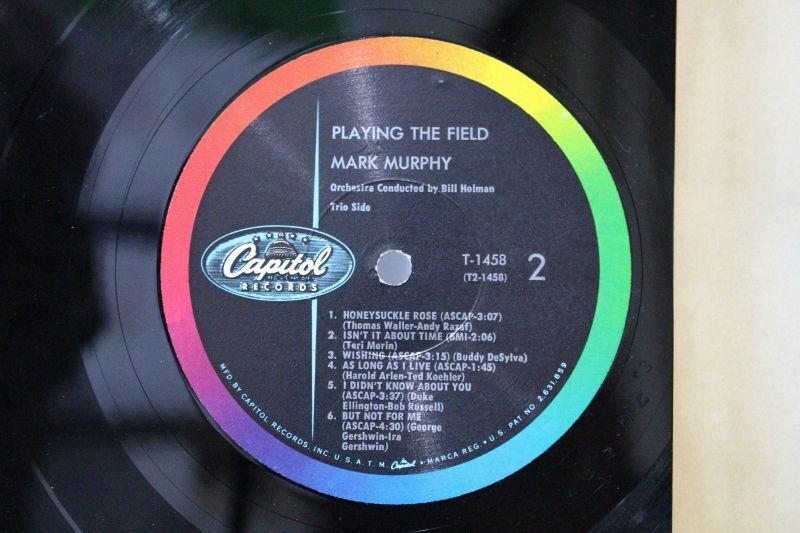 PLAYING THE FIELD
MARK MURPHY
Orchestra Conducted by Bill Holman
Trio Side
Capitol
RECORDS
T-1458
(T2-1458)
2
1. HONEYSUCKLE ROSE (ASCAP-3:07)
(Thomas Waller-Andy Razaf)
2. ISN'T IT ABOUT TIME (BMI-2:06)
(Teri Morin)
3. WISHING (ASCAP-3:15) (Buddy DeSylva)
4. AS LONG AS I LIVE (ASCAP-1:45)
(Harold Arlen-Ted Koehler)
5. I DIDN'T KNOW ABOUT YOU
(ASCAP-3:37) (Duke
Ellington-Bob Russell)
6. BUT NOT FOR ME
(ASCAP-4:30) (George
Gershwin-Ira
Gershwin)
MFD BY CAPITOL RECORDS, INC. U.S.A. T.M. Capitol • MARCA REG. • U.S. PAT. NO. 2,631,859